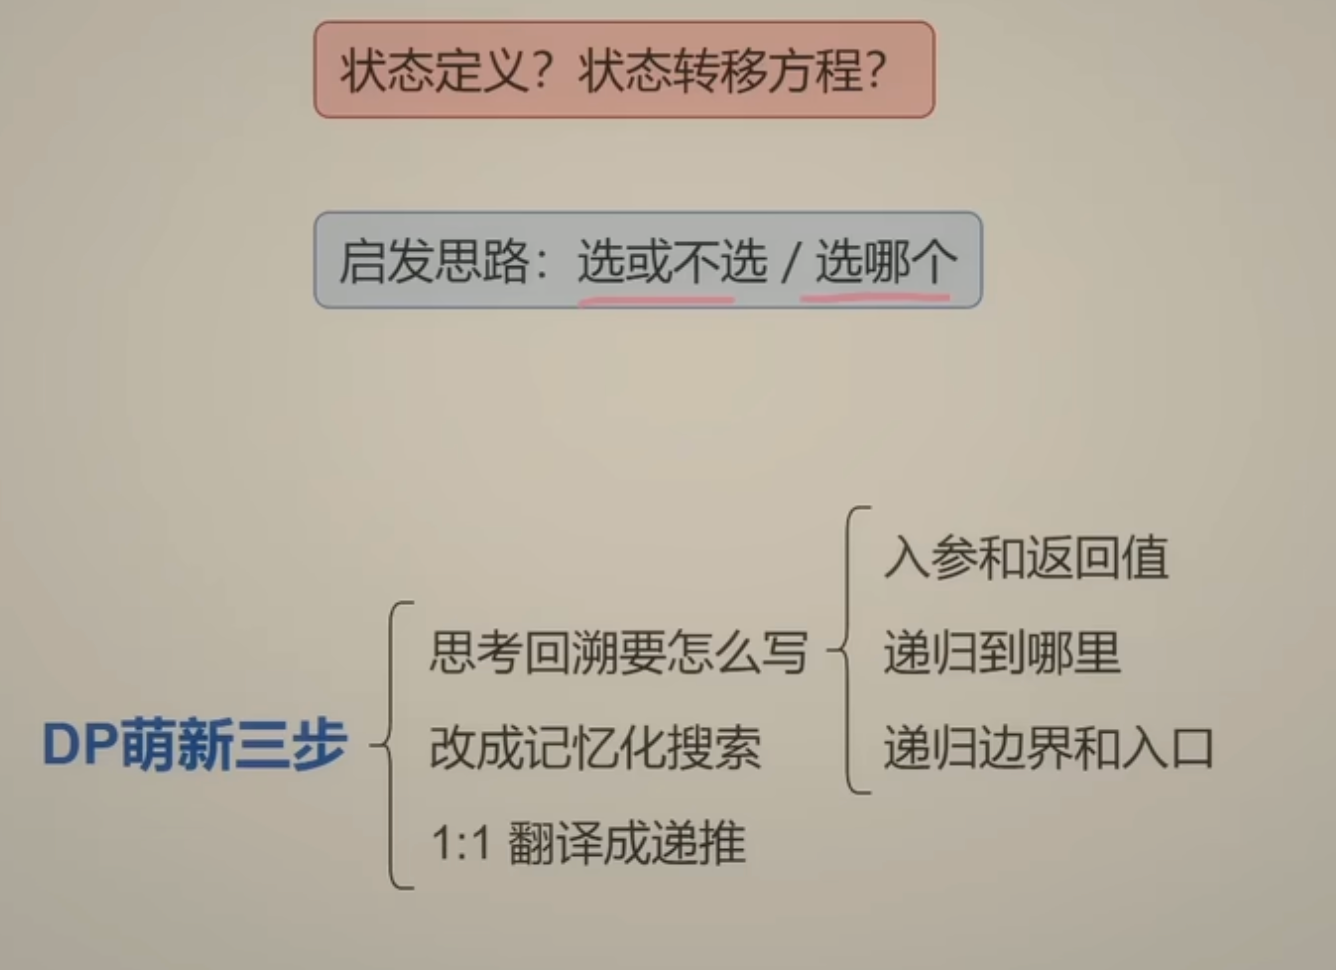 状态定义？状态转移方程？
启发思路：选或不选 / 选哪个
DP萌新三步
思考回溯要怎么写
入参和返回值
递归到哪里
递归边界和入口
改成记忆化搜索
1:1 翻译成递推